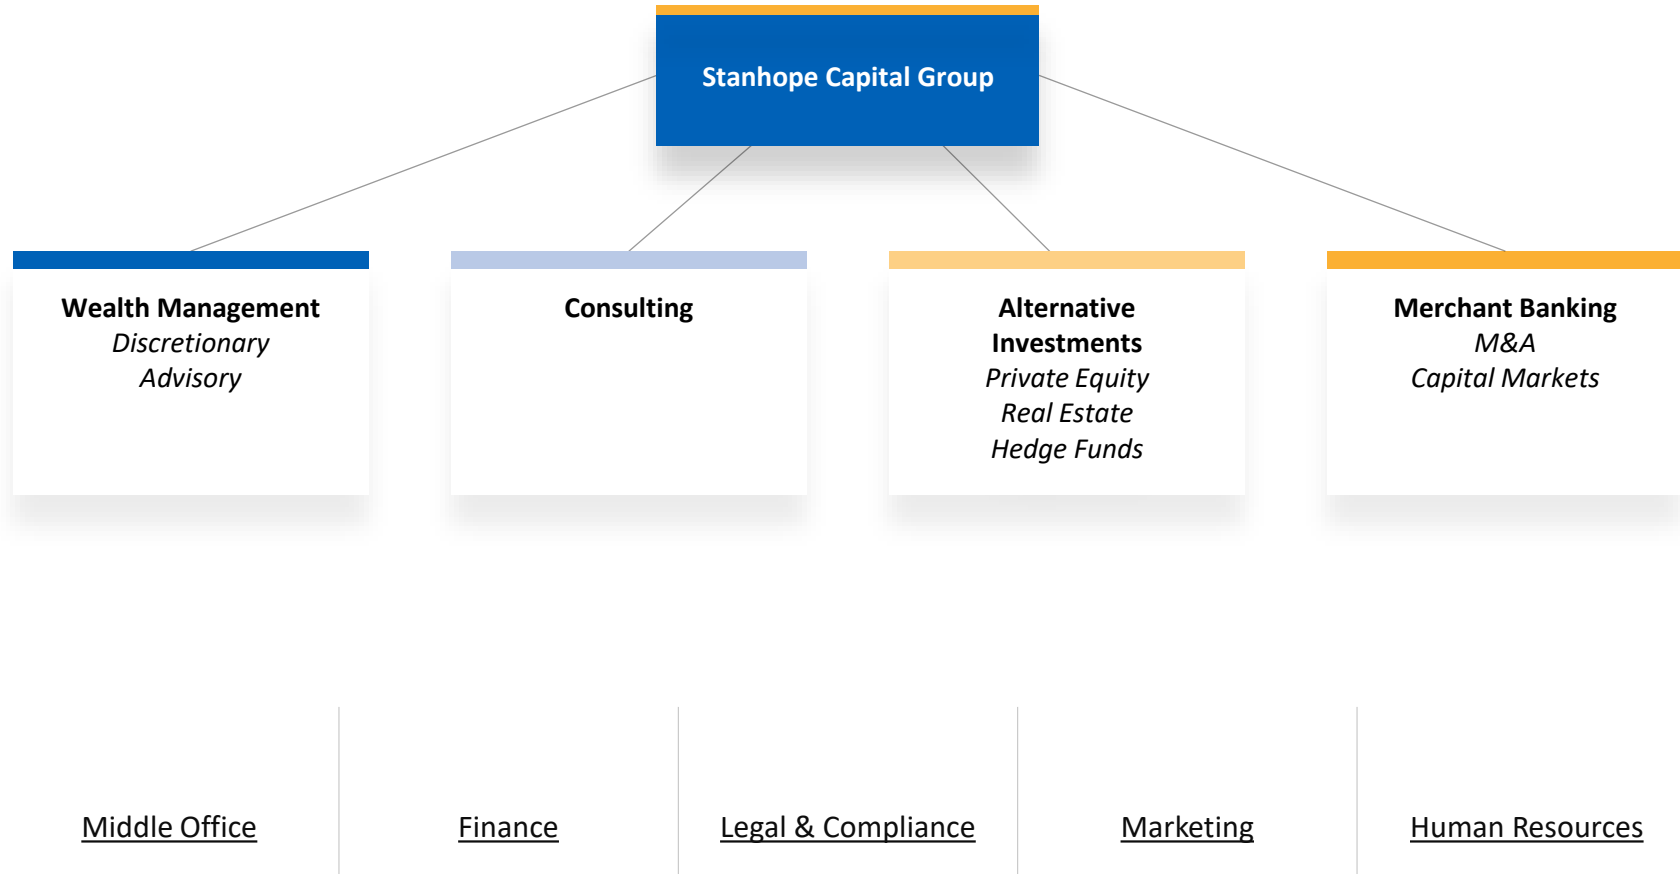 Stanhope Capital Group
Wealth Management
Discretionary
Advisory
Consulting
Alternative
Investments
Private Equity
Real Estate
Hedge Funds
Merchant Banking
M&A
Capital Markets
Middle Office
Finance
Legal & Compliance
Marketing
Human Resources